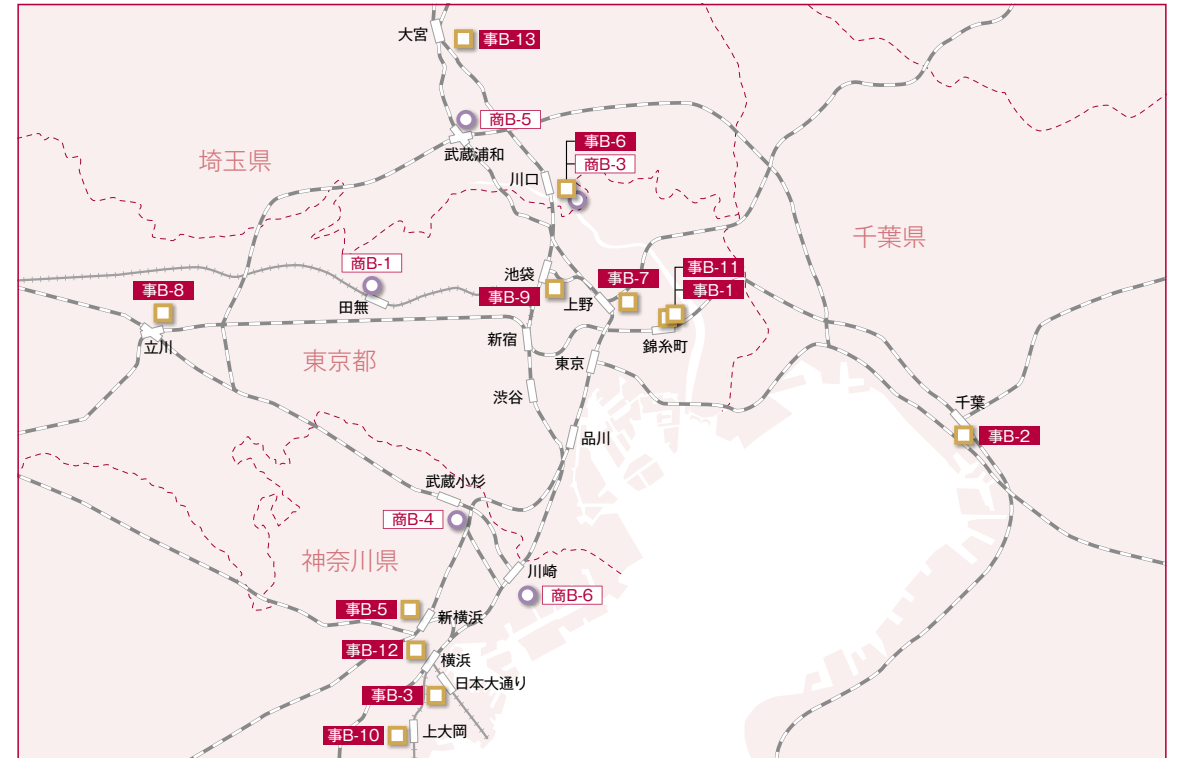 大宮
事B-13
商B-5
武蔵浦和
事B-6
商B-3
埼玉県
川口
千葉県
商B-1
池袋
事B-7
事B-11
事B-8
事B-9
上野
事B-1
田無
立川
新宿
錦糸町
東京都
東京
渋谷
千葉
品川
事B-2
武蔵小杉
商B-4
神奈川県
川崎
商B-6
事B-5
新横浜
事B-12
横浜
日本大通り
事B-3
事B-10
上大岡